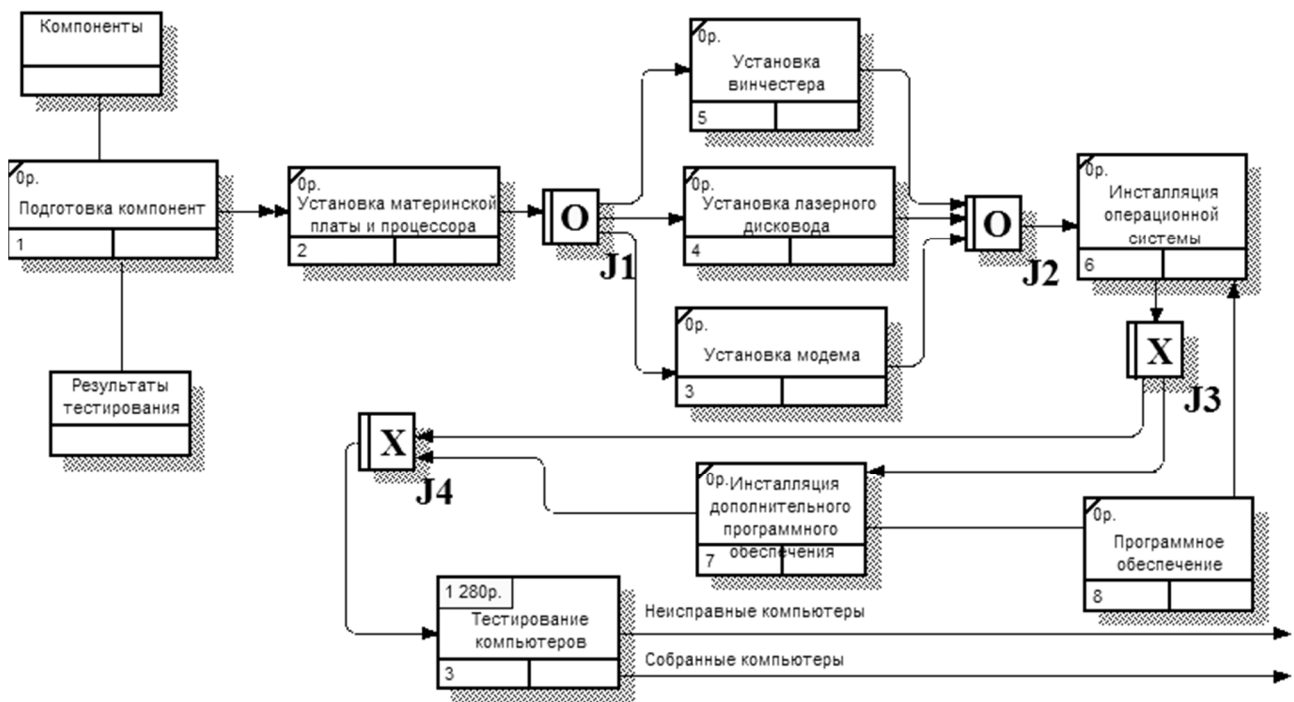 Компоненты
0р.
Подготовка компонент
1
Результаты
тестирования
0р.
Установка материнской
платы и процессора
2
O
J1
0р.
Установка
винчестера
5
0р.
Установка лазерного
дисковода
4
0р.
Установка модема
3
O
J2
0р.
Инсталляция
операционной
системы
6
X
J3
X
J4
0р.
Инсталляция
дополнительного
программного
обеспечения
7
0р.
Программное
обеспечение
8
1 280р.
Тестирование
компьютеров
3
Неисправные компьютеры
Собранные компьютеры